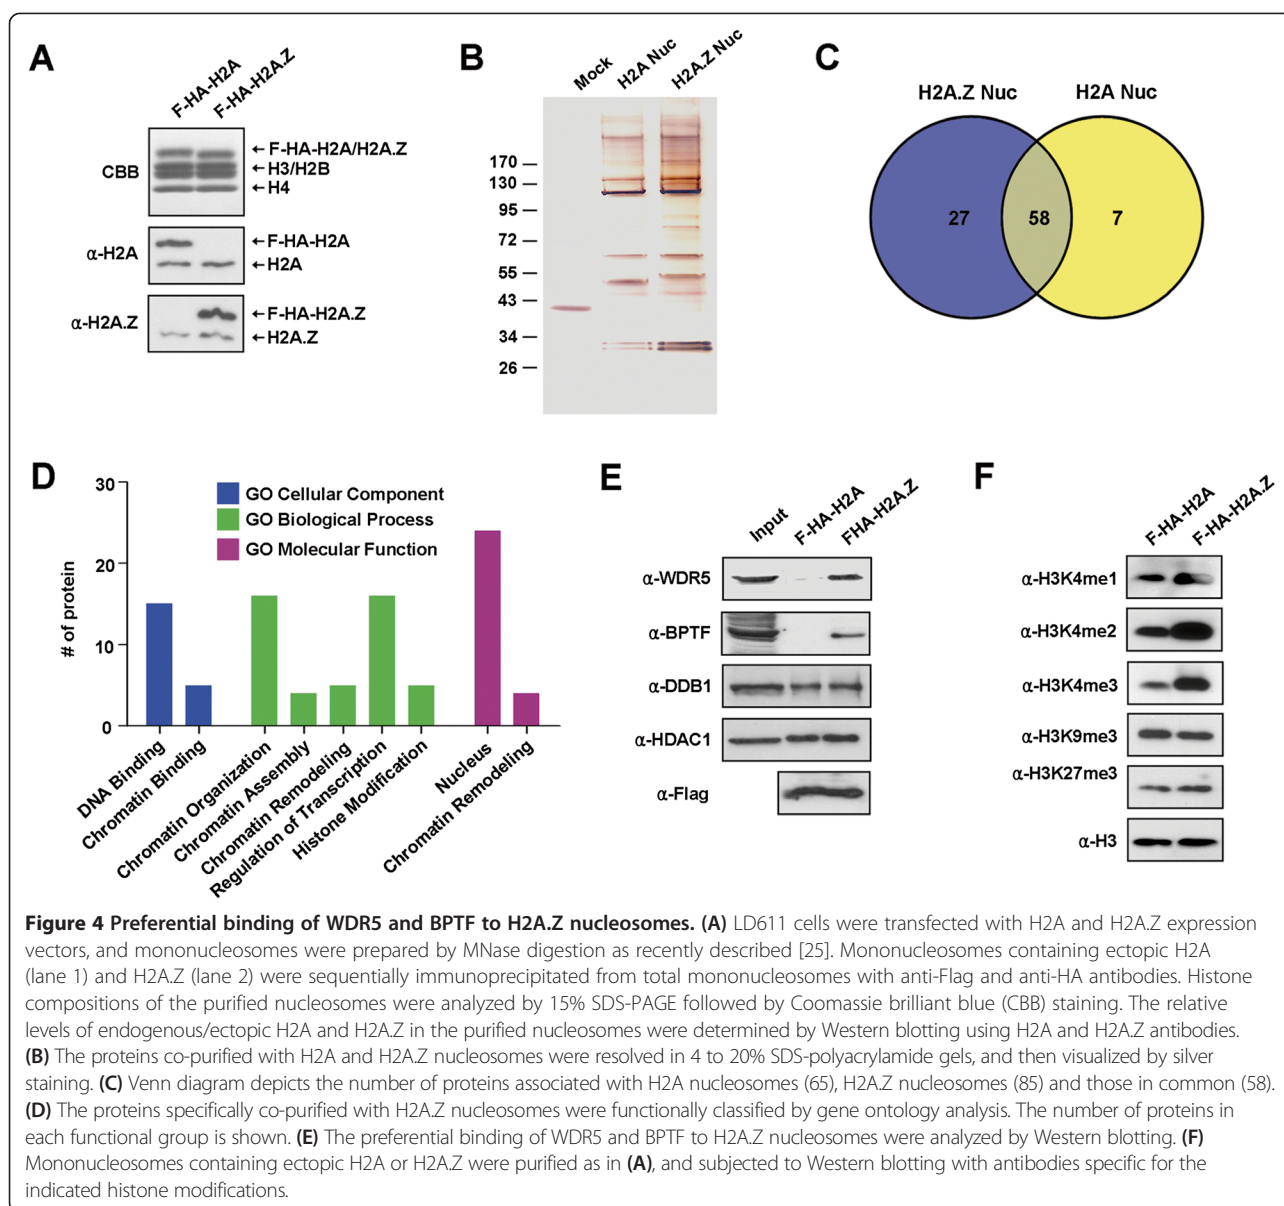 A
F-HA-H2A
F-HA-H2A.Z
CBB
F-HA-H2A/H2A.Z
H3/H2B
H4
α-H2A
F-HA-H2A
H2A
α-H2A.Z
F-HA-H2A.Z
H2A.Z
B
Mock
H2A Nuc
H2A.Z Nuc
170
130
95
72
55
43
34
26
C
H2A.Z Nuc
H2A Nuc
27
58
7
D
30
20
10
0
# of protein
GO Cellular Component
GO Biological Process
GO Molecular Function
DNA Binding
Chromatin Binding
Chromatin Organization
Chromatin Assembly
Chromatin Remodeling
Regulation of Transcription
Histone Modification
Nucleus
Chromatin Remodeling
E
Input
F-HA-H2A
FHA-H2A.Z
α-WDR5
α-BPTF
α-DDB1
α-HDAC1
α-Flag
F
F-HA-H2A
F-HA-H2A.Z
α-H3K4me1
α-H3K4me2
α-H3K4me3
α-H3K9me3
α-H3K27me3
α-H3
Figure 4 Preferential binding of WDR5 and BPTF to H2A.Z nucleosomes. (A) LD611 cells were transfected with H2A and H2A.Z expression
vectors, and mononucleosomes were prepared by MNase digestion as recently described [25]. Mononucleosomes containing ectopic H2A
(lane 1) and H2A.Z (lane 2) were sequentially immunoprecipitated from total mononucleosomes with anti-Flag and anti-HA antibodies. Histone
compositions of the purified nucleosomes were analyzed by 15% SDS-PAGE followed by Coomassie brilliant blue (CBB) staining. The relative
levels of endogenous/ectopic H2A and H2A.Z in the purified nucleosomes were determined by Western blotting using H2A and H2A.Z antibodies.
(B) The proteins co-purified with H2A and H2A.Z nucleosomes were resolved in 4 to 20% SDS-polyacrylamide gels, and then visualized by silver
staining. (C) Venn diagram depicts the number of proteins associated with H2A nucleosomes (65), H2A.Z nucleosomes (85) and those in common (58).
(D) The proteins specifically co-purified with H2A.Z nucleosomes were functionally classified by gene ontology analysis. The number of proteins in
each functional group is shown. (E) The preferential binding of WDR5 and BPTF to H2A.Z nucleosomes were analyzed by Western blotting. (F)
Mononucleosomes containing ectopic H2A or H2A.Z were purified as in (A), and subjected to Western blotting with antibodies specific for the
indicated histone modifications.